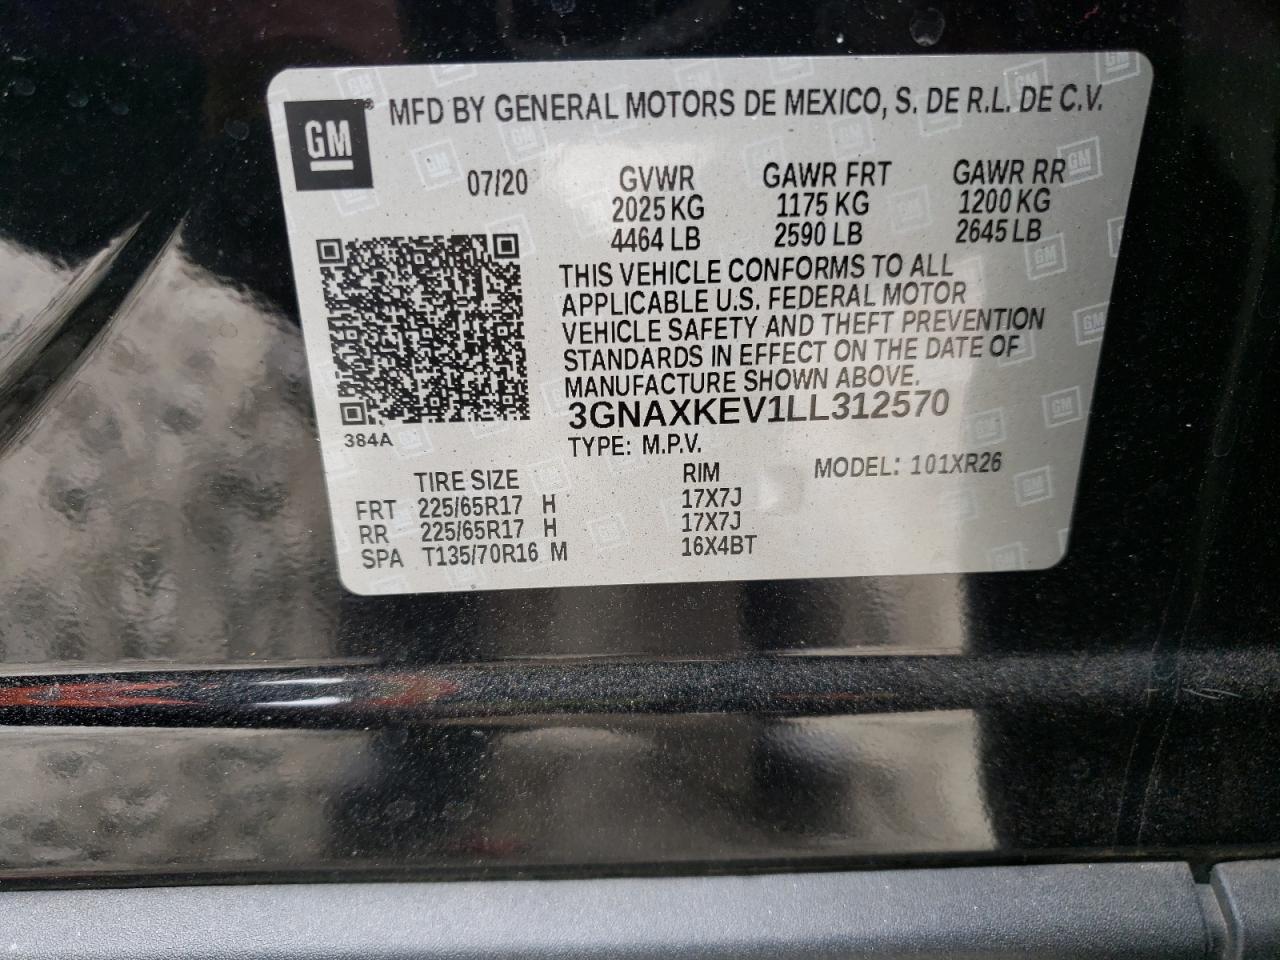 GM® MFD BY GENERAL MOTORS DE MEXICO, S. DE R.L. DE C.V.
07/20 GVWR GAWR FRT GAWR RR
2025 KG 1175 KG 1200 KG
4464 LB 2590 LB 2645 LB
THIS VEHICLE CONFORMS TO ALL
APPLICABLE U.S. FEDERAL MOTOR
VEHICLE SAFETY AND THEFT PREVENTION
STANDARDS IN EFFECT ON THE DATE OF
MANUFACTURE SHOWN ABOVE.
3GNAXKEV1LL312570
384A
TYPE: M.P.V.
MODEL: 101XR26
TIRE SIZE RIM
FRT 225/65R17 H 17X7J
RR 225/65R17 H 17X7J
SPA T135/70R16 M 16X4BT